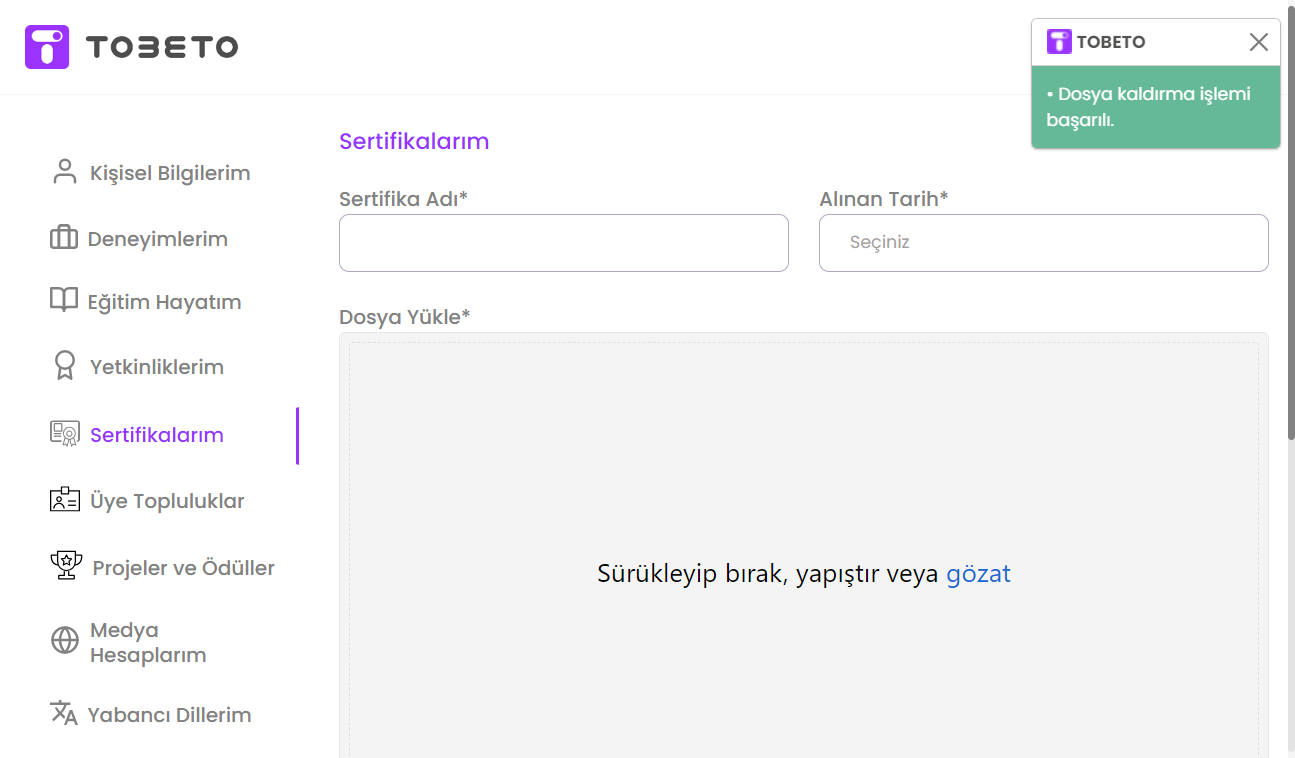 TOBETO
TOBETO
• Dosya kaldırma işlemi
başarılı.
Kişisel Bilgilerim
Deneyimlerim
Eğitim Hayatım
Yetkinliklerim
Sertifikalarım
Üye Topluluklar
Projeler ve Ödüller
Medya
Hesaplarım
Yabancı Dillerim
Sertifikalarım
Sertifika Adı*
Alınan Tarih*
Seçiniz
Dosya Yükle*
Sürükleyip bırak, yapıştır veya gözat